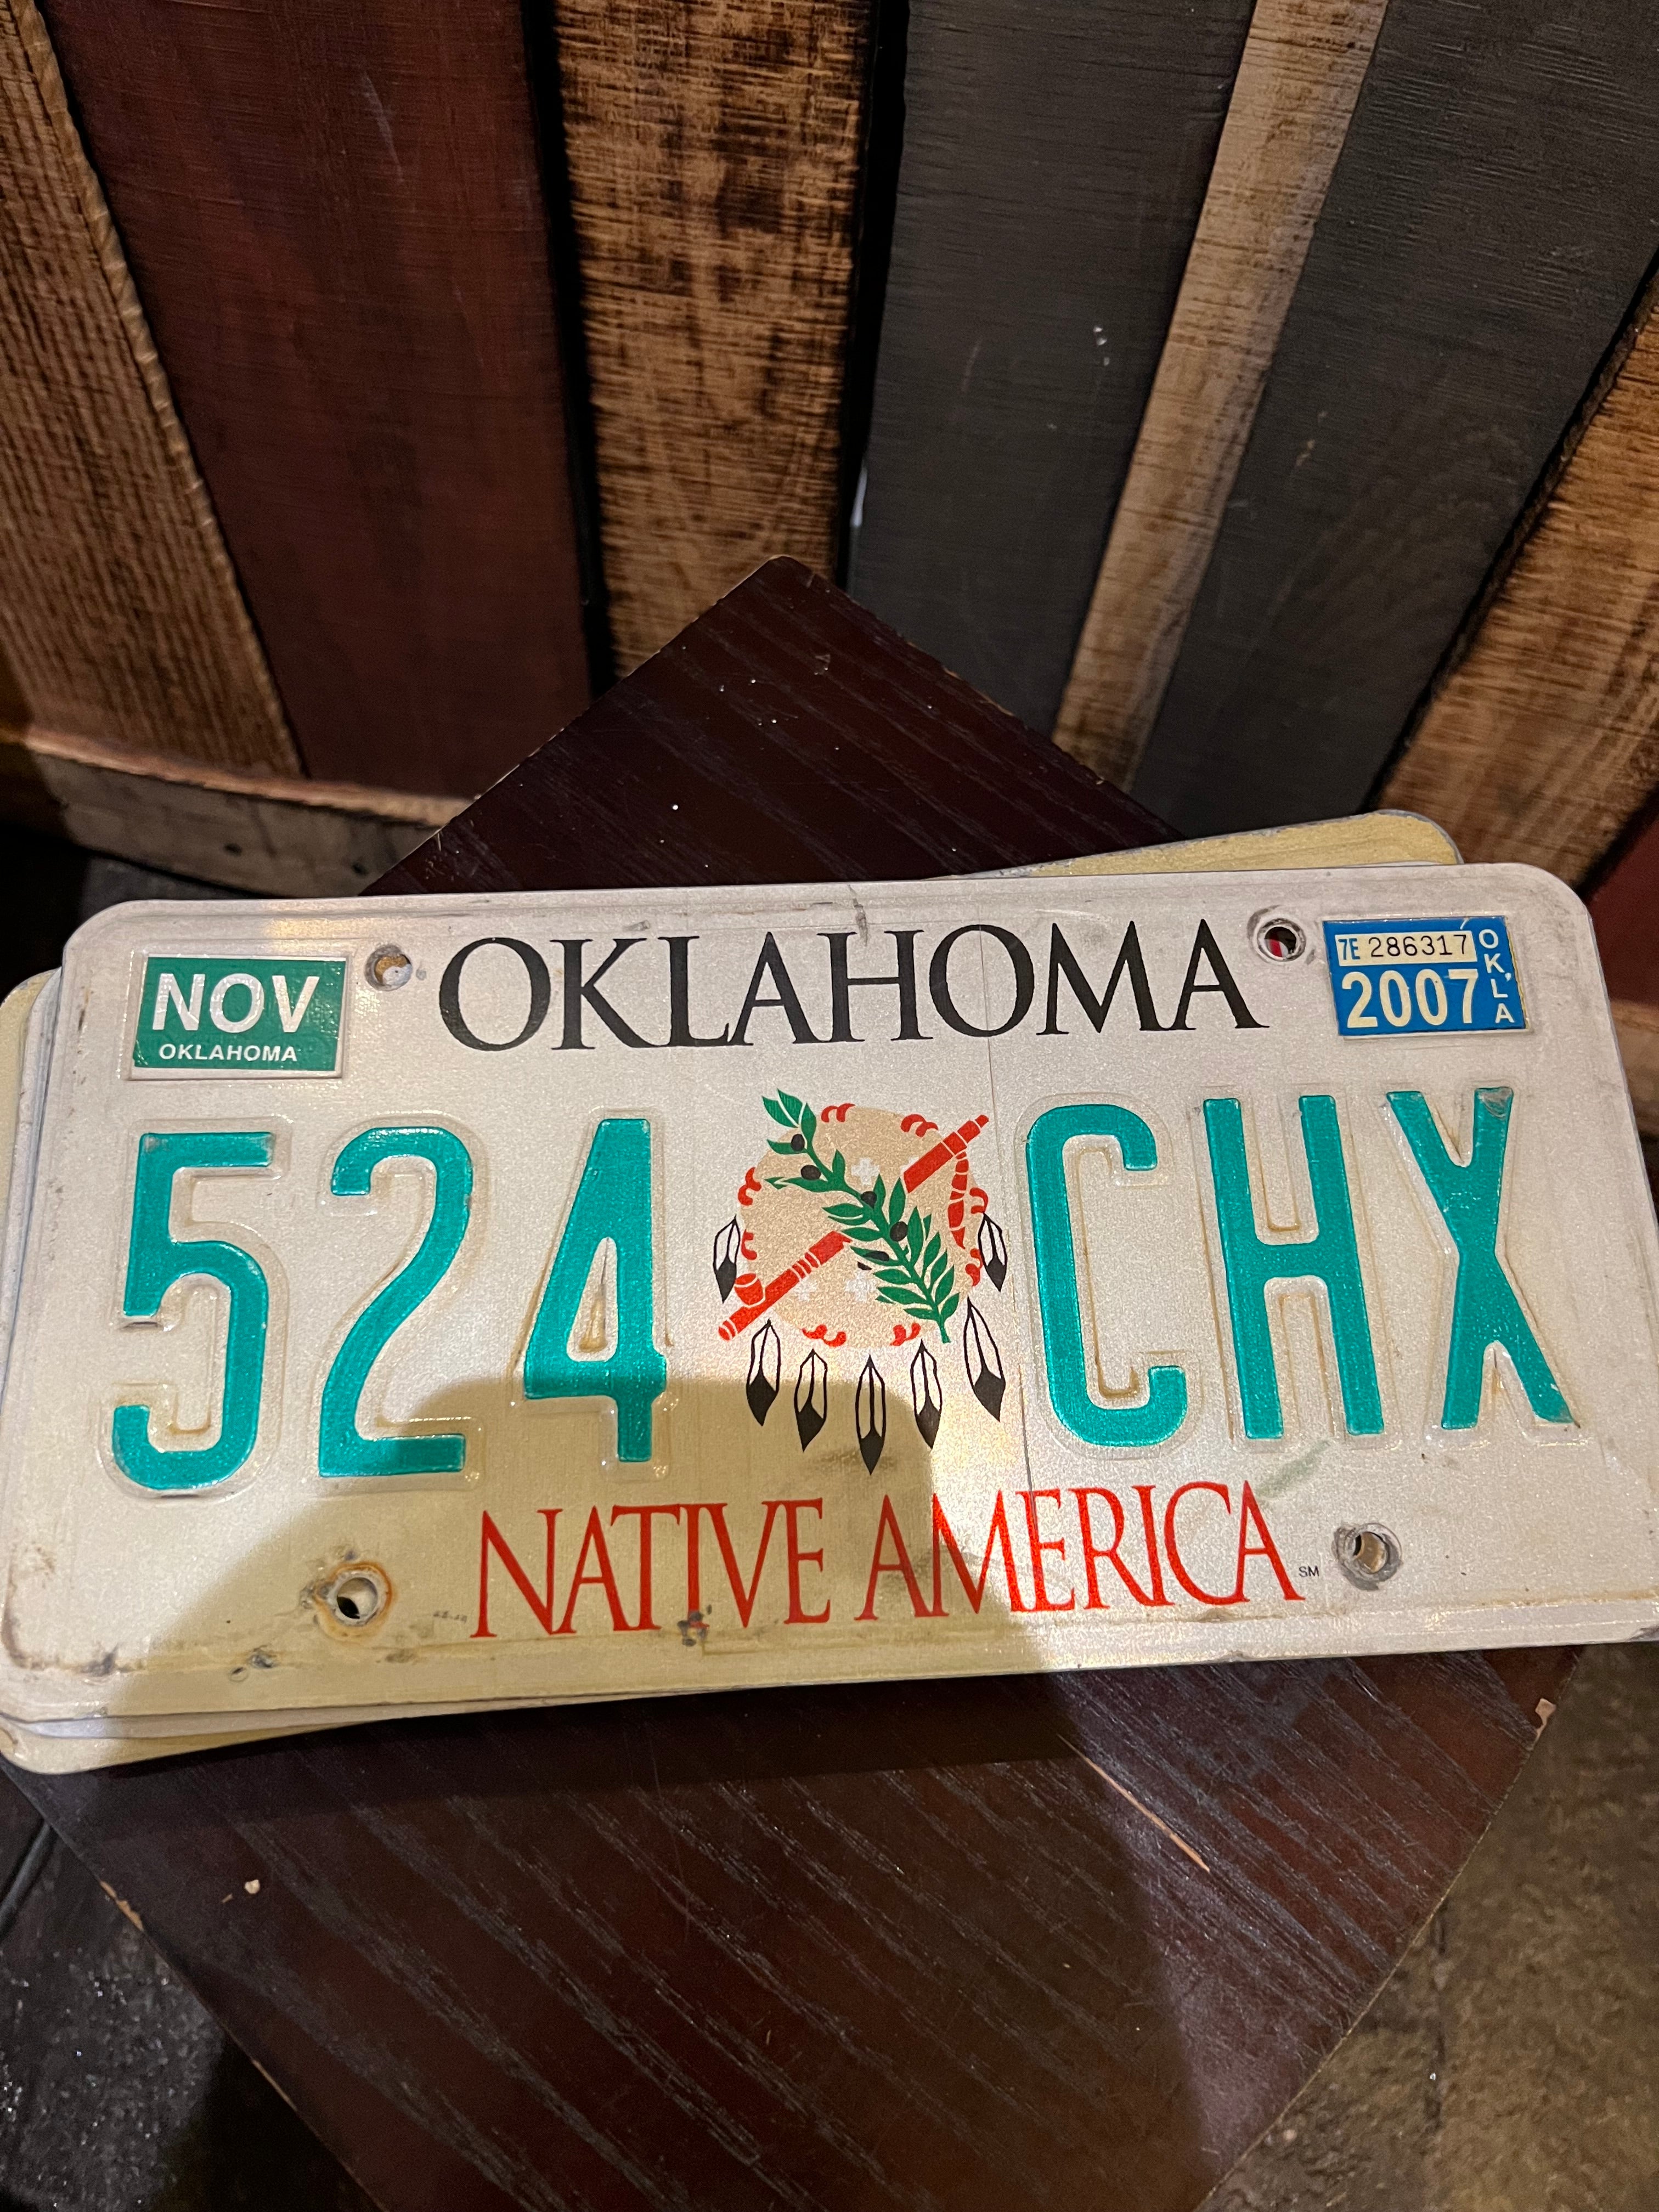 OKLAHOMA
NOV
OKLAHOMA
7E 286317
2007
OKLA
524 CHX
NATIVE AMERICA SM